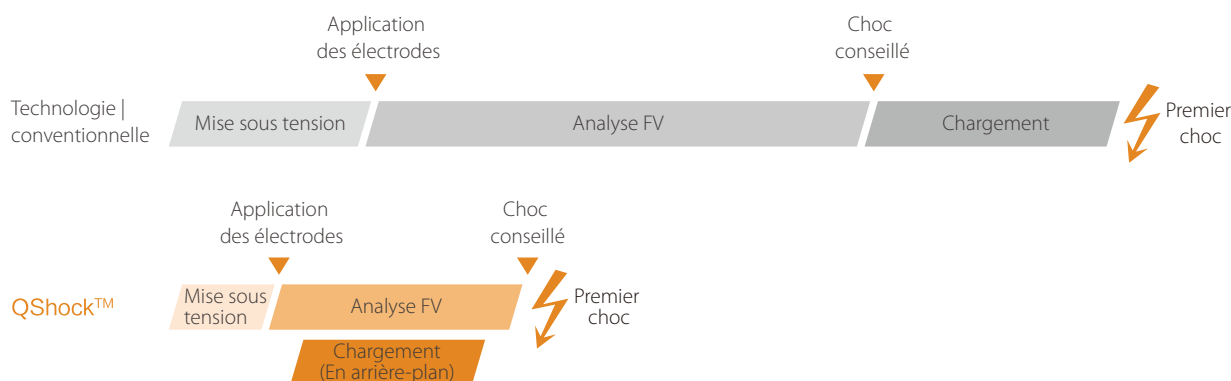 Application
des électrodes
Choc
conseillé
Technologie |
conventionnelle
Mise sous tension
Analyse FV
Chargement
Premier
choc
Application
des électrodes
Choc
conseillé
QShock™
Mise sous
tension
Analyse FV
Premier
choc
Chargement
(En arrière-plan)